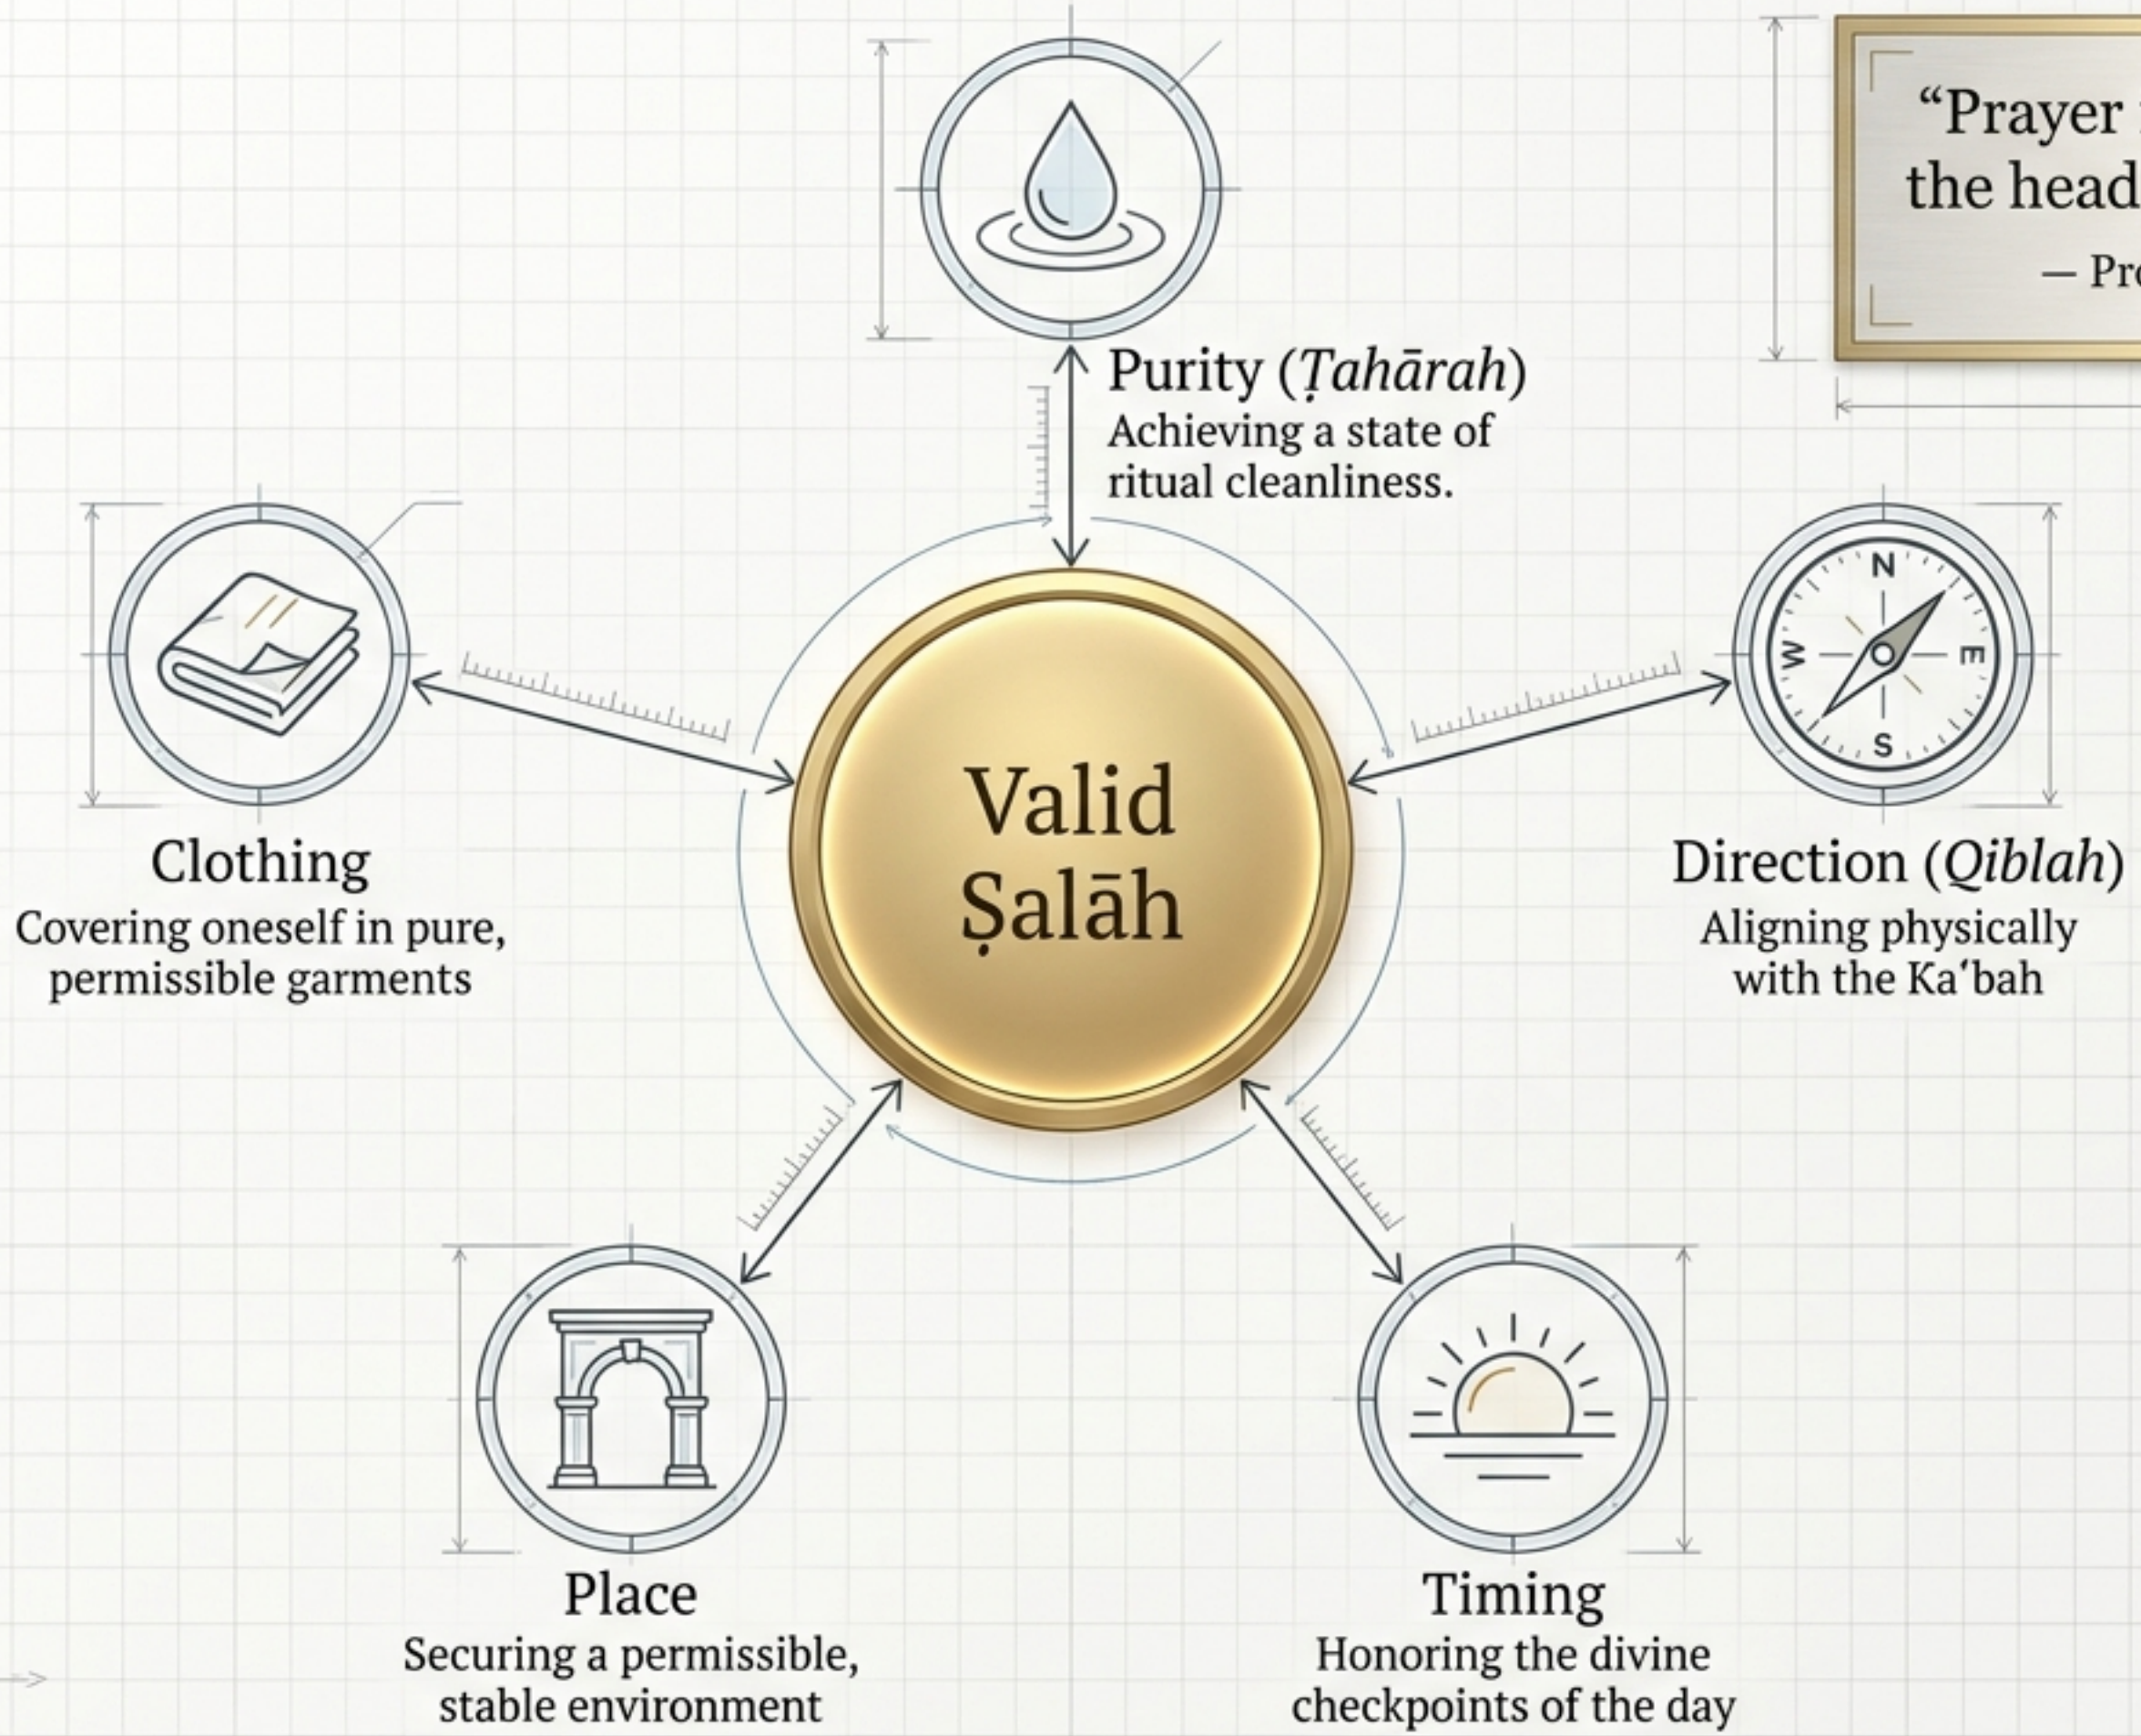 “Prayer
the head
— Pro
Purity (Ṭahārah)
Achieving a state of
ritual cleanliness.
N
E
S
W
Clothing
Covering oneself in pure,
permissible garments
Valid
Ṣalāh
Direction (Qiblah)
Aligning physically
with the Ka‘bah
Place
Securing a permissible,
stable environment
Timing
Honoring the divine
checkpoints of the day